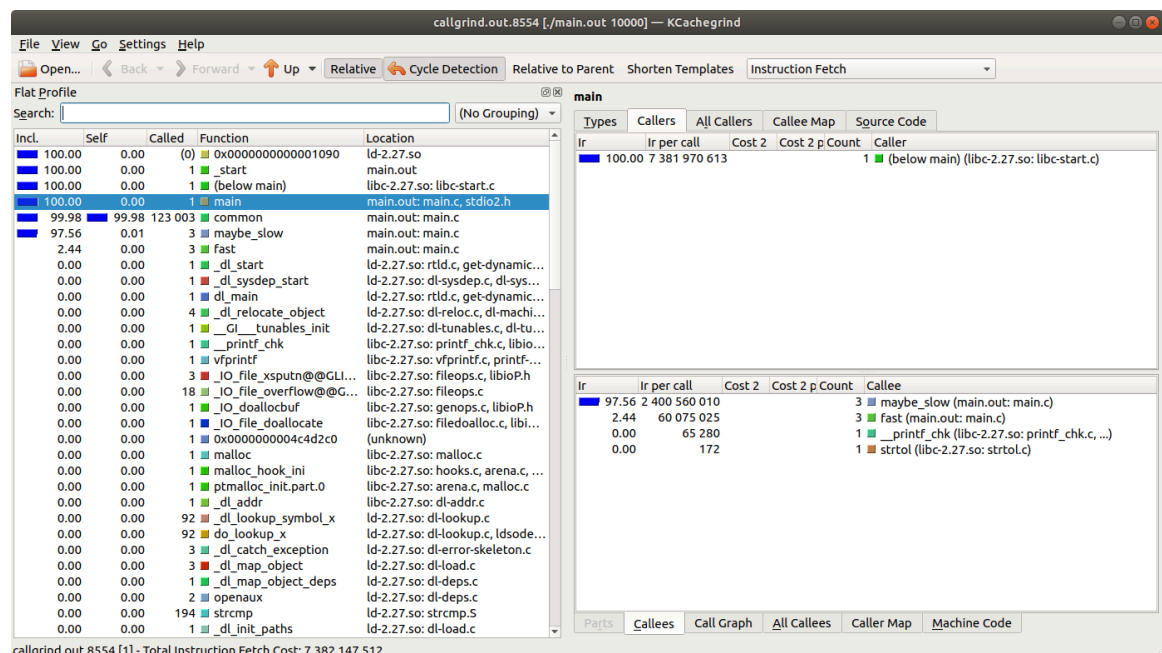 callgrind.out.8554 [./main.out 10000] — KCachegrind
File View Go Settings Help
Open... Back Forward Up Relative Cycle Detection Relative to Parent Shorten Templates Instruction Fetch
Flat Profile
Search: (No Grouping)
Incl. Self Called Function Location
100.00 0.00 (0) 0x0000000000001090 ld-2.27.so
100.00 0.00 1 _start main.out
100.00 0.00 1 (below main) libc-2.27.so: libc-start.c
100.00 0.00 1 main main.out: main.c, stdio2.h
99.98 99.98 123 003 common main.out: main.c
97.56 0.01 3 maybe_slow main.out: main.c
2.44 0.00 3 fast main.out: main.c
0.00 0.00 1 _dl_start ld-2.27.so: rtld.c, get-dynamic...
0.00 0.00 1 _dl_sysdep_start ld-2.27.so: dl-sysdep.c, dl-sys...
0.00 0.00 1 dl_main ld-2.27.so: rtld.c, get-dynamic...
0.00 0.00 4 _dl_relocate_object ld-2.27.so: dl-reloc.c, dl-machi...
0.00 0.00 1 __GI___tunables_init ld-2.27.so: dl-tunables.c, dl-tu...
0.00 0.00 1 __printf_chk libc-2.27.so: printf_chk.c, libio...
0.00 0.00 1 vfprintf libc-2.27.so: vfprintf.c, printf-...
0.00 0.00 3 _IO_file_xsputn@@GLI... libc-2.27.so: fileops.c, libioP.h
0.00 0.00 18 _IO_file_overflow@@G... libc-2.27.so: fileops.c
0.00 0.00 1 _IO_doallocbuf libc-2.27.so: genops.c, libioP.h
0.00 0.00 1 _IO_file_doallocate libc-2.27.so: filedoalloc.c, libi...
0.00 0.00 1 0x0000000004c4d2c0 (unknown)
0.00 0.00 1 malloc libc-2.27.so: malloc.c
0.00 0.00 1 malloc_hook_ini libc-2.27.so: hooks.c, arena.c, ...
0.00 0.00 1 ptmalloc_init.part.0 libc-2.27.so: arena.c, malloc.c
0.00 0.00 1 _dl_addr libc-2.27.so: dl-addr.c
0.00 0.00 92 _dl_lookup_symbol_x ld-2.27.so: dl-lookup.c
0.00 0.00 92 do_lookup_x ld-2.27.so: dl-lookup.c, ldsode...
0.00 0.00 3 _dl_catch_exception ld-2.27.so: dl-error-skeleton.c
0.00 0.00 3 _dl_map_object ld-2.27.so: dl-load.c
0.00 0.00 1 _dl_map_object_deps ld-2.27.so: dl-deps.c
0.00 0.00 2 openaux ld-2.27.so: dl-deps.c
0.00 0.00 194 strcmp ld-2.27.so: strcmp.S
0.00 0.00 1 _dl_init_paths ld-2.27.so: dl-load.c
main
Types Callers All Callers Callee Map Source Code
Ir Ir per call Cost 2 Cost 2 p Count Caller
100.00 7 381 970 613 1 (below main) (libc-2.27.so: libc-start.c)
Ir Ir per call Cost 2 Cost 2 p Count Callee
97.56 2 400 560 010 3 maybe_slow (main.out: main.c)
2.44 60 075 025 3 fast (main.out: main.c)
0.00 65 280 1 __printf_chk (libc-2.27.so: printf_chk.c, ...)
0.00 172 1 strtol (libc-2.27.so: strtol.c)
Parts Callees Call Graph All Callees Caller Map Machine Code
callgrind.out.8554 [1] - Total Instruction Fetch Cost: 7 382 147 512